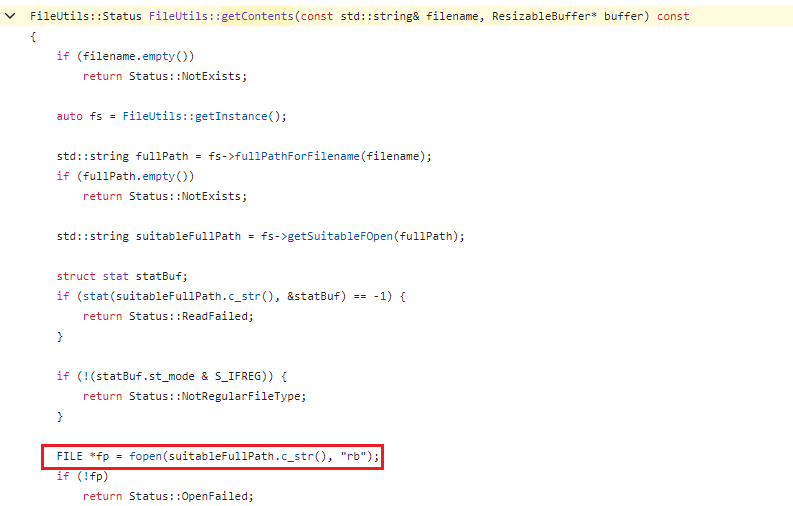 FileUtils::Status FileUtils::getContents(const std::string& filename, ResizableBuffer* buffer) const
{
    if (filename.empty())
        return Status::NotExists;

    auto fs = FileUtils::getInstance();

    std::string fullPath = fs->fullPathForFilename(filename);
    if (fullPath.empty())
        return Status::NotExists;

    std::string suitableFullPath = fs->getSuitableFOpen(fullPath);

    struct stat statBuf;
    if (stat(suitableFullPath.c_str(), &statBuf) == -1) {
        return Status::ReadFailed;
    }

    if (!(statBuf.st_mode & S_IFREG)) {
        return Status::NotRegularFileType;
    }

    FILE *fp = fopen(suitableFullPath.c_str(), "rb");
    if (!fp)
        return Status::OpenFailed;